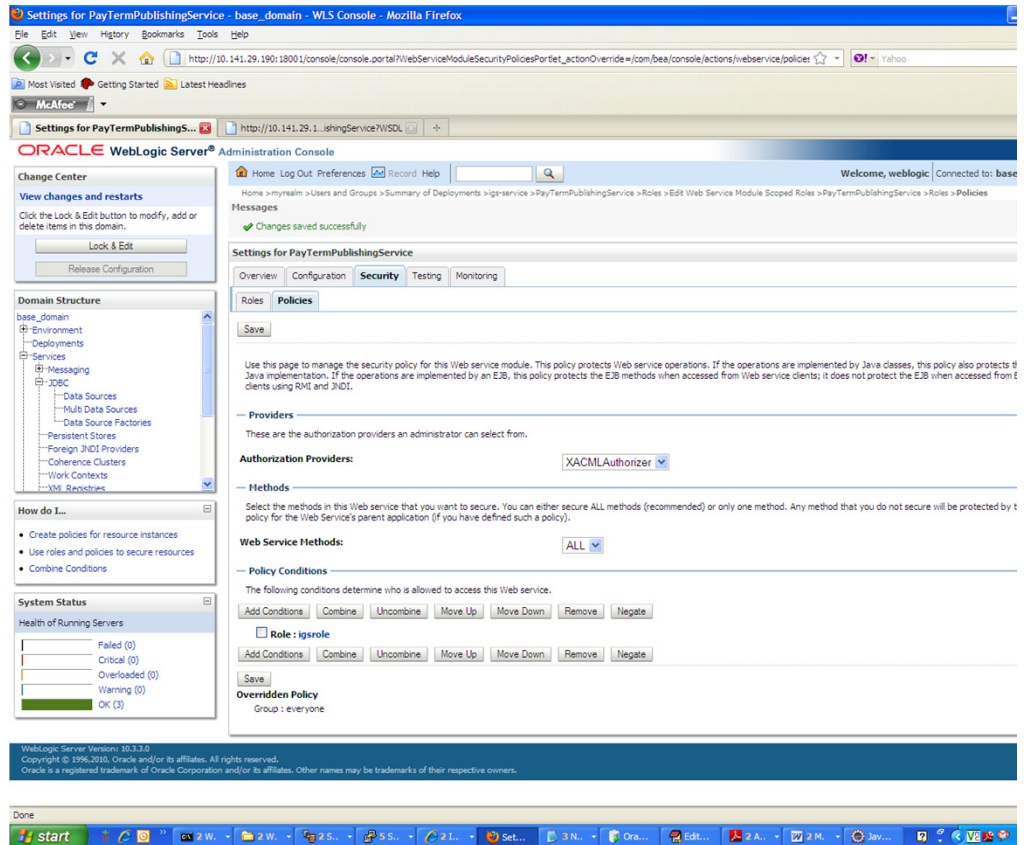 Settings for PayTermPublishingService - base_domain - WLS Console - Mozilla Firefox
File Edit View History Bookmarks Tools Help
http://10.141.29.190:18001/console/console.portal?WebServiceModuleSecurityPoliciesPortlet_actionOverride=/com/bea/console/actions/webservice/policies
Yahoo
Most Visited Getting Started Latest Headlines
McAfee
Settings for PayTermPublishingS... http://10.141.29.1...ishingService?WSDL
ORACLE WebLogic Server® Administration Console
Change Center
View changes and restarts
Click the Lock & Edit button to modify, add or
delete items in this domain.
Lock & Edit
Release Configuration
Domain Structure
base_domain
Environment
Deployments
Services
Messaging
JDBC
Data Sources
Multi Data Sources
Data Source Factories
Persistent Stores
Foreign JNDI Providers
Coherence Clusters
Work Contexts
XML Registries
How do I...
Create policies for resource instances
Use roles and policies to secure resources
Combine Conditions
System Status
Health of Running Servers
Failed (0)
Critical (0)
Overloaded (0)
Warning (0)
OK (3)
Home Log Out Preferences Record Help
Welcome, weblogic Connected to: base
Home >myrealm >Users and Groups >Summary of Deployments >igs-service >PayTermPublishingService >Roles >Edit Web Service Module Scoped Roles >PayTermPublishingService >Roles >Policies
Messages
Changes saved successfully
Settings for PayTermPublishingService
Overview Configuration Security Testing Monitoring
Roles Policies
Save
Use this page to manage the security policy for this Web service module. This policy protects Web service operations. If the operations are implemented by Java classes, this policy also protects th
Java implementation. If the operations are implemented by an EJB, this policy protects the EJB methods when accessed from Web service clients; it does not protect the EJB when accessed from E
clients using RMI and JNDI.
Providers
These are the authorization providers an administrator can select from.
Authorization Providers: XACMLAuthorizer
Methods
Select the methods in this Web service that you want to secure. You can either secure ALL methods (recommended) or only one method. Any method that you do not secure will be protected by t
policy for the Web Service's parent application (if you have defined such a policy).
Web Service Methods: ALL
Policy Conditions
The following conditions determine who is allowed to access this Web service.
Add Conditions Combine Uncombine Move Up Move Down Remove Negate
Role : igsrole
Add Conditions Combine Uncombine Move Up Move Down Remove Negate
Save
Overridden Policy
Group : everyone
WebLogic Server Version: 10.3.3.0
Copyright © 1996,2010, Oracle and/or its affiliates. All rights reserved.
Oracle is a registered trademark of Oracle Corporation and/or its affiliates. Other names may be trademarks of their respective owners.
Done
start 2 W. 2 W. 2 S.. 5 S.. 2 I.. Set... 3 N.. Ora... Edit... 2 A.. 2 M. Jav...